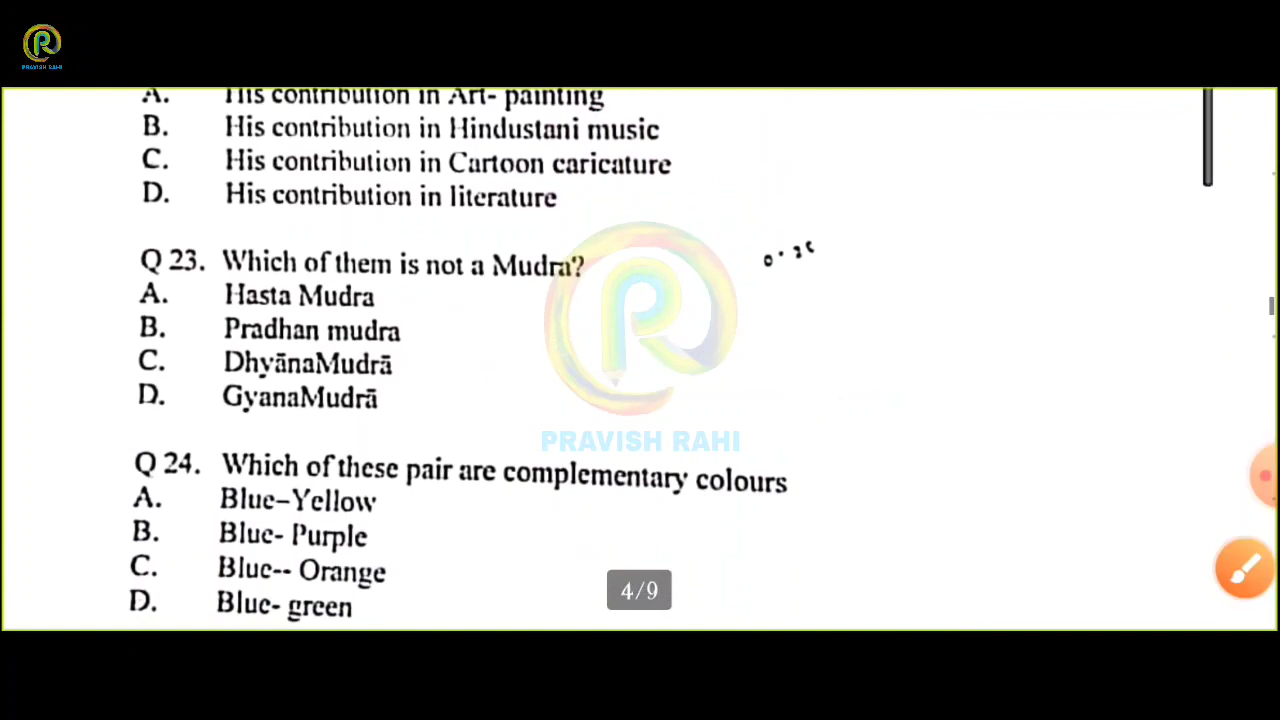 PRAVISH RAHI
A. His contribution in Art- painting
B. His contribution in Hindustani music
C. His contribution in Cartoon caricature
D. His contribution in literature
Q 23. Which of them is not a Mudra?
A. Hasta Mudra
B. Pradhan mudra
C. DhyānaMudrā
D. GyanaMudrā
PRAVISH RAHI
Q 24. Which of these pair are complementary colours
A. Blue–Yellow
B. Blue- Purple
C. Blue-- Orange
D. Blue- green
4/9